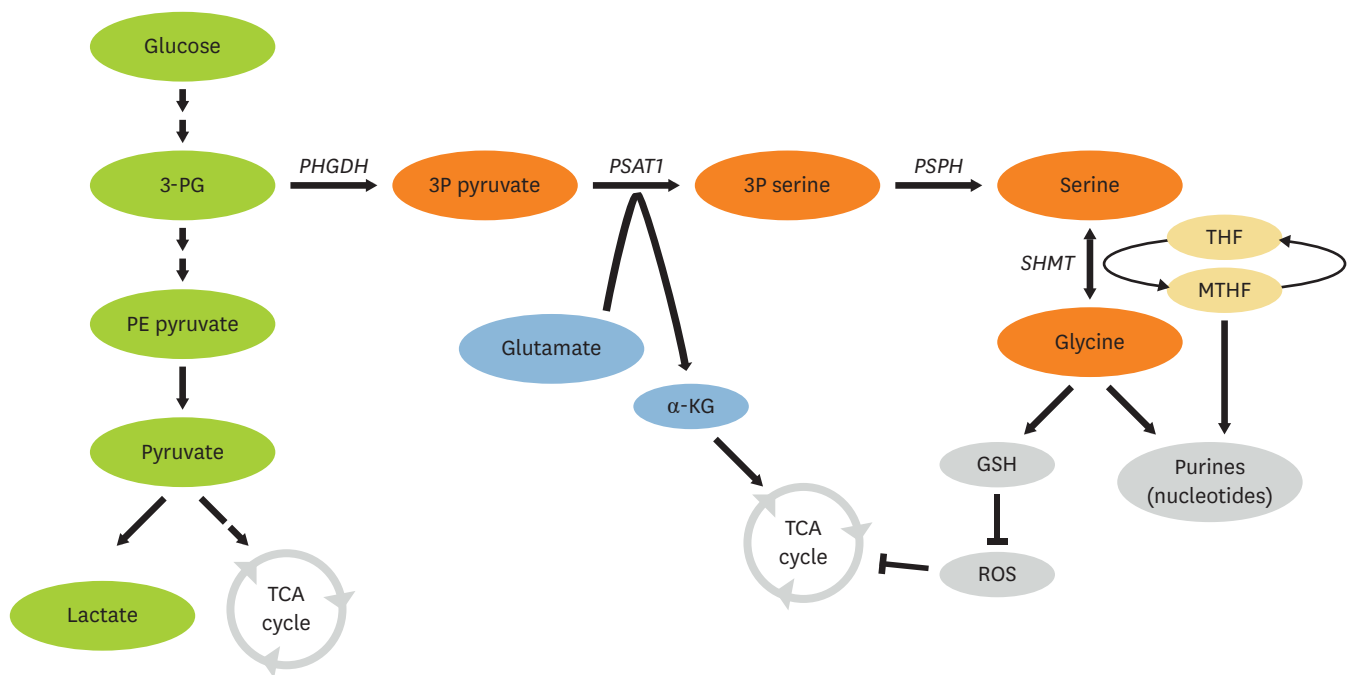 Glucose
3-PG
PHGDH
3P pyruvate
PSAT1
3P serine
PSPH
Serine
THF
SHMT
MTHF
PE pyruvate
Glutamate
Glycine
α-KG
Pyruvate
GSH
Purines
(nucleotides)
TCA
cycle
ROS
Lactate
TCA
cycle